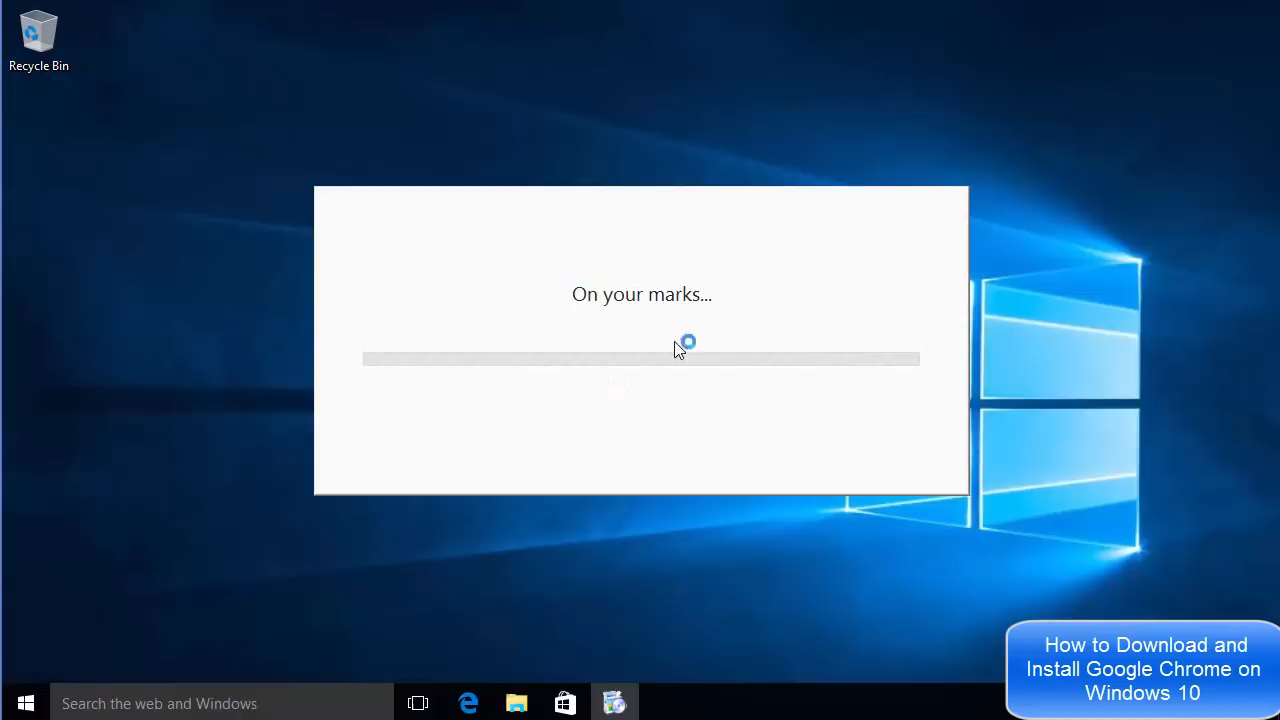 Recycle Bin
On your marks...
Search the web and Windows
How to Download and
Install Google Chrome on
Windows 10